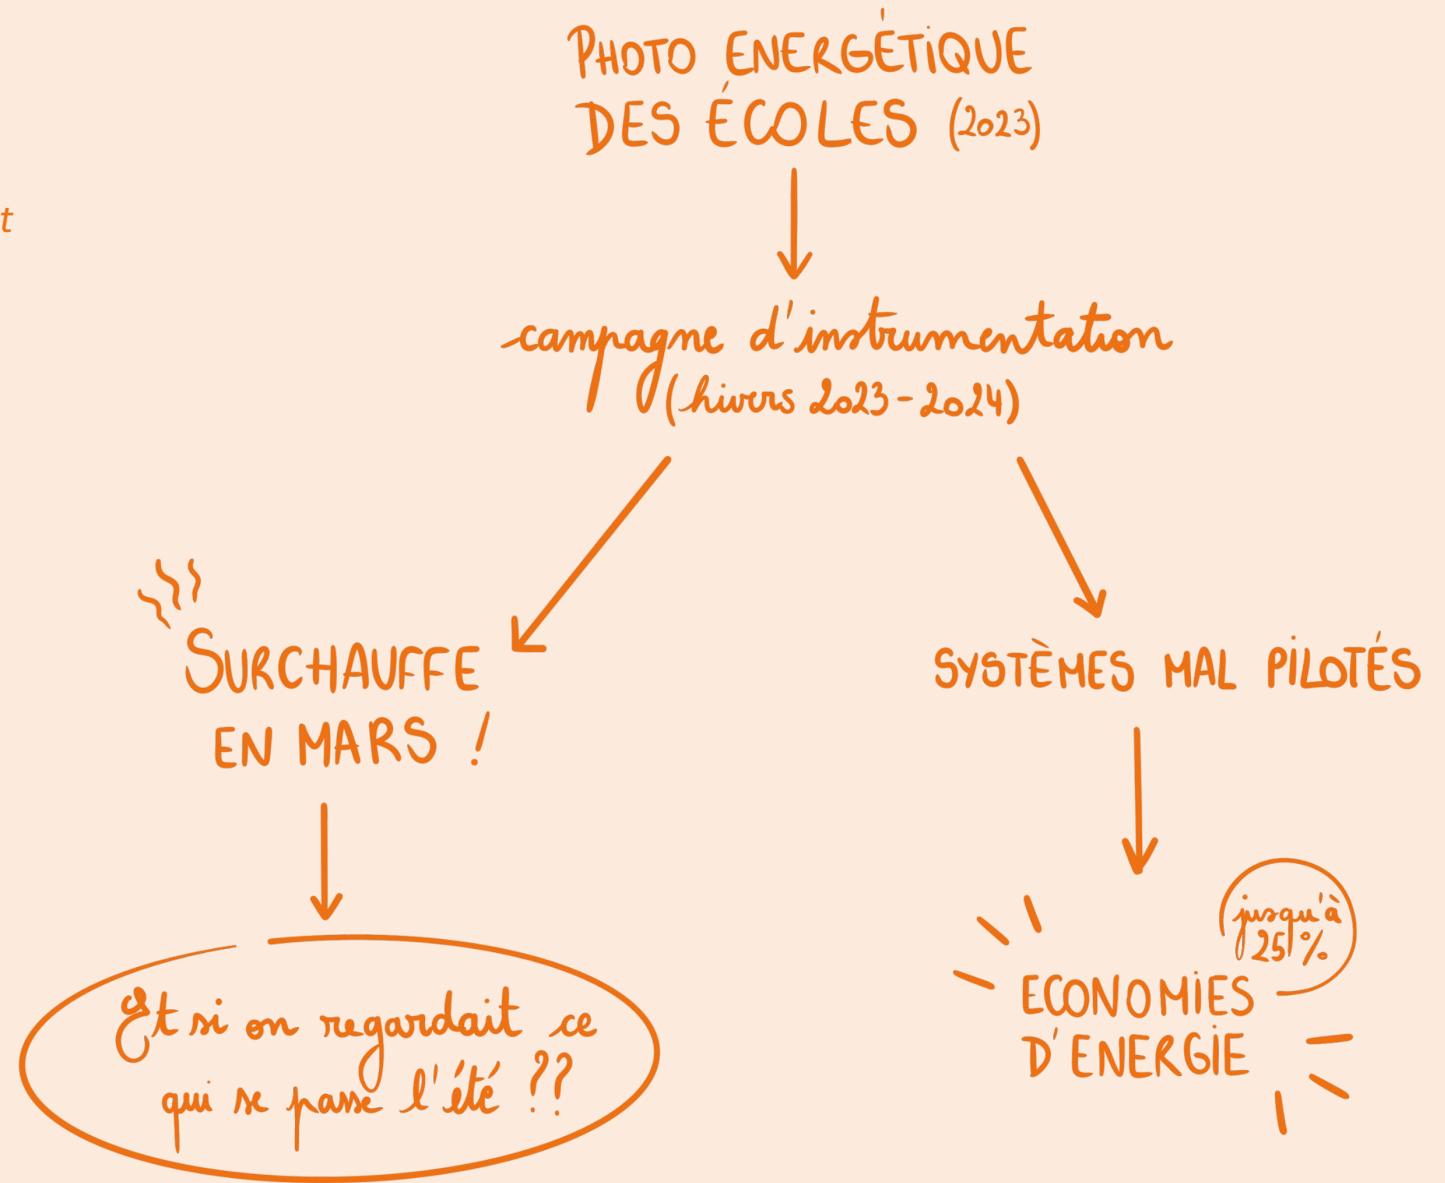 PHOTO ENERGÉTIQUE
DES ÉCOLES (2023)
t
campagne d'instrumentation
(hivers 2023-2024)
SURCHAUFFE
EN MARS !
SYSTÈMES MAL PILOTÉS
jusqu'à
25%
ECONOMIES
D'ENERGIE
Et si on regardait ce
qui se passe l'été ??